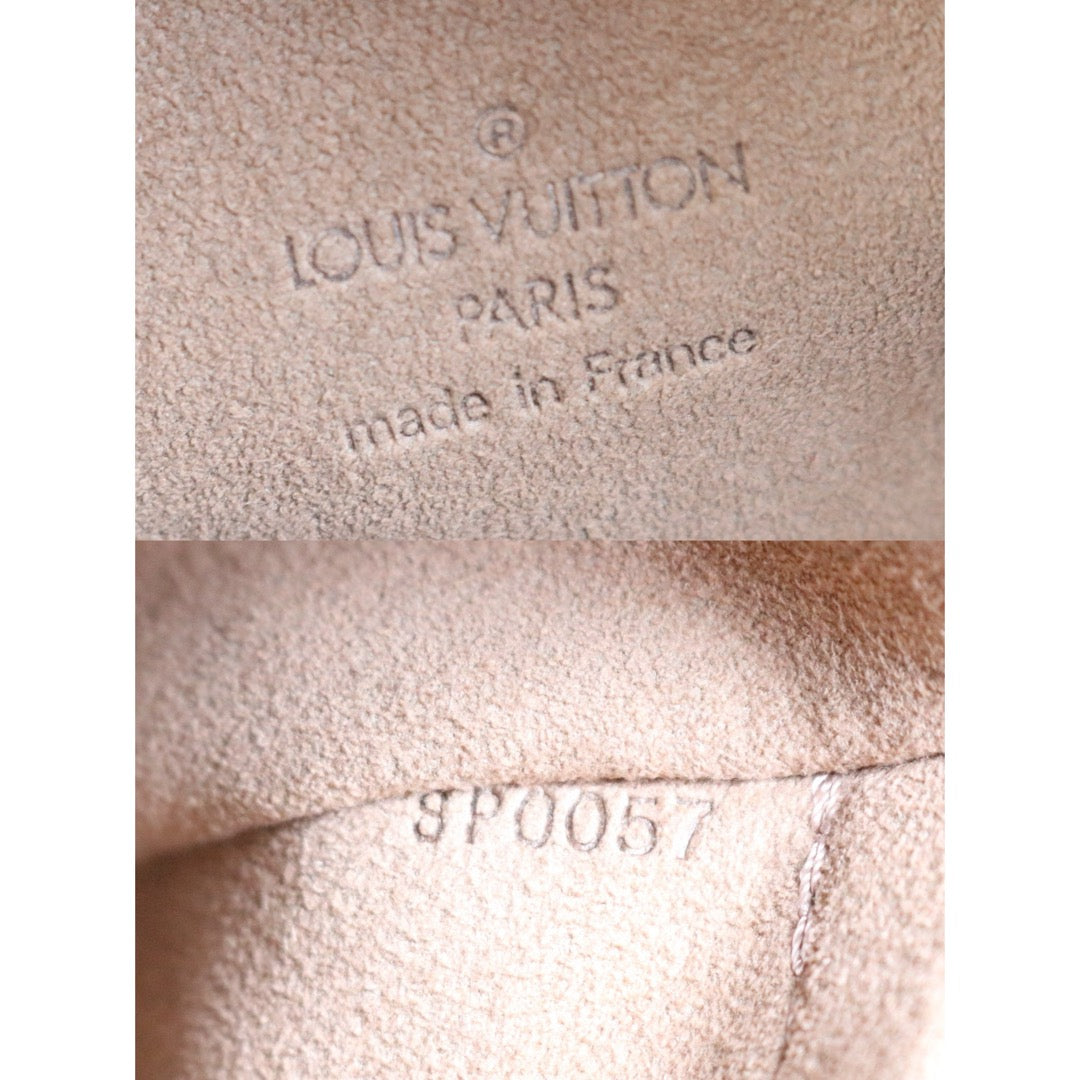 ®
LOUIS VUITTON
PARIS
made in France
SP0057